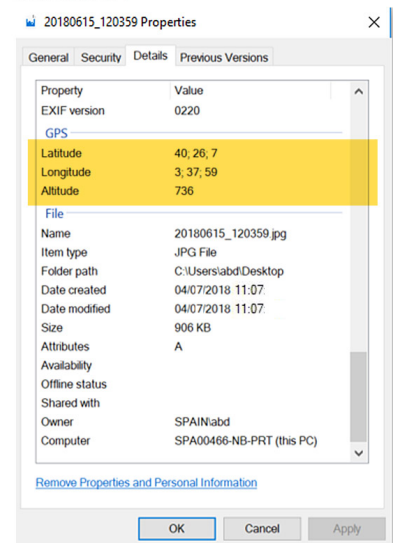 20180615_120359 Properties
General Security Details Previous Versions
Property Value
EXIF version 0220
GPS
Latitude 40; 26; 7
Longitude 3; 37; 59
Altitude 736
File
Name 20180615_120359.jpg
Item type JPG File
Folder path C:\Users\abd\Desktop
Date created 04/07/2018 11:07:
Date modified 04/07/2018 11:07:
Size 906 KB
Attributes A
Availability
Offline status
Shared with
Owner SPAIN\abd
Computer SPA00466-NB-PRT (this PC)
Remove Properties and Personal Information
OK Cancel Apply